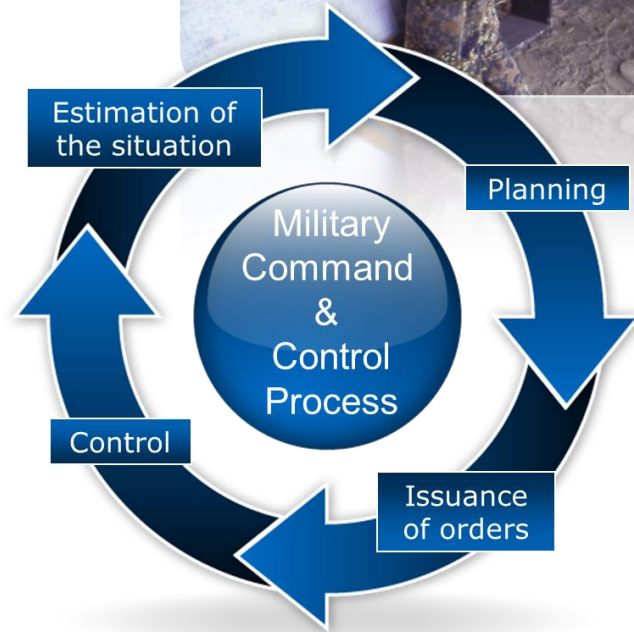 Estimation of
the situation
Planning
Military
Command
&
Control
Process
Control
Issuance
of orders